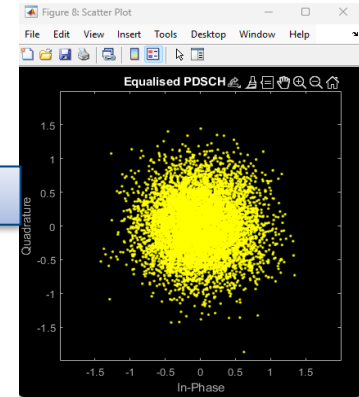 Figure 8: Scatter Plot
File Edit View Insert Tools Desktop Window Help
Equalised PDSCH
1.5
1
0.5
0
-0.5
-1
-1.5
Quadrature
-1.5 -1 -0.5 0 0.5 1 1.5
In-Phase